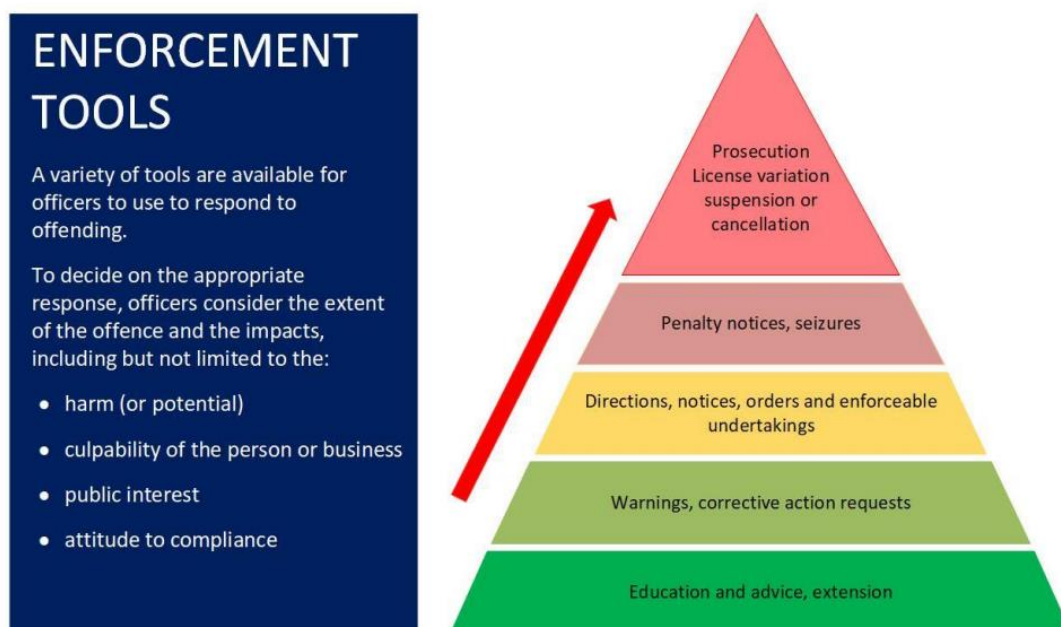 ENFORCEMENT
TOOLS
A variety of tools are available for
officers to use to respond to
offending.
To decide on the appropriate
response, officers consider the extent
of the offence and the impacts,
including but not limited to the:
• harm (or potential)
• culpability of the person or business
• public interest
• attitude to compliance
Prosecution
License variation
suspension or
cancellation
Penalty notices, seizures
Directions, notices, orders and enforceable
undertakings
Warnings, corrective action requests
Education and advice, extension